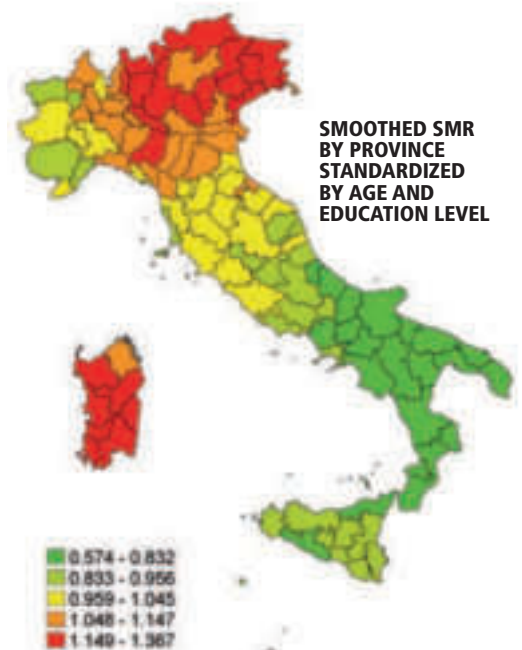 SMOOTHED SMR
BY PROVINCE
STANDARDIZED
BY AGE AND
EDUCATION LEVEL
0.574 - 0.832
0.833 - 0.956
0.959 - 1.045
1.048 - 1.147
1.149 - 1.367